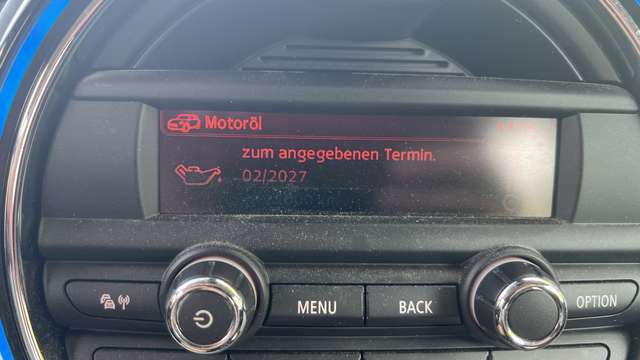 Motoröl
zum angegebenen Termin.
02/2027
MENU
BACK
OPTION